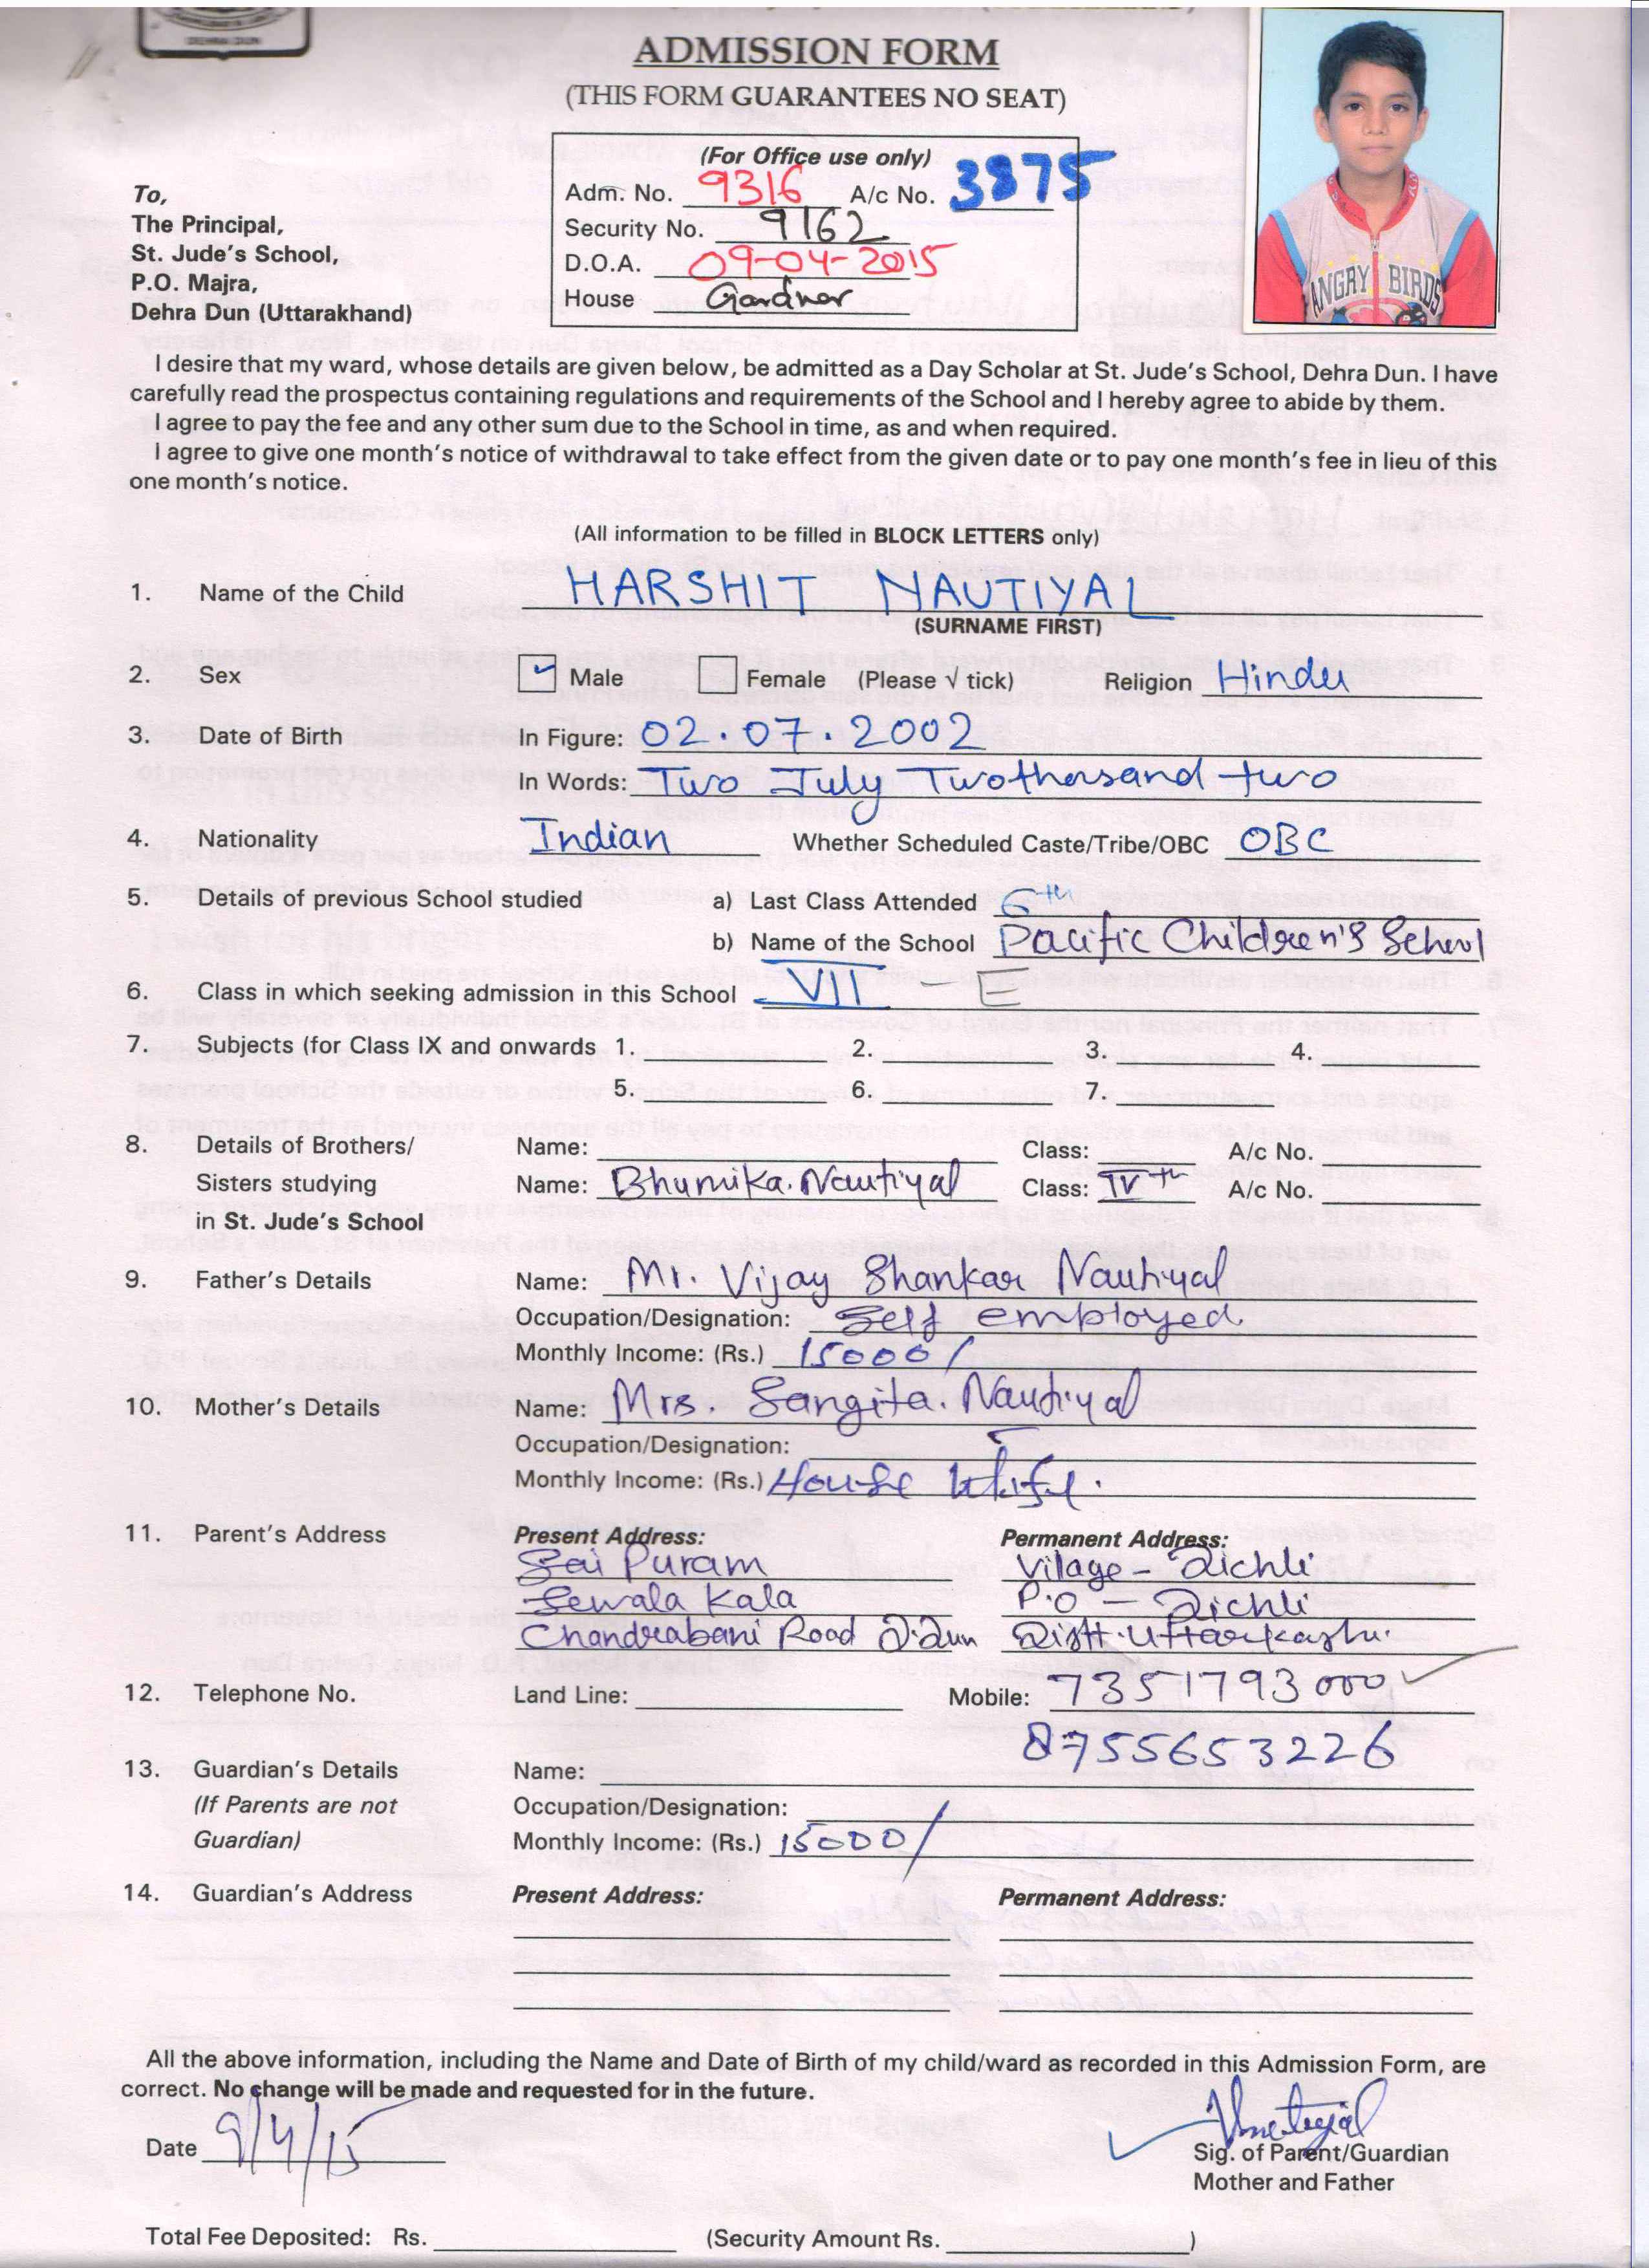 DEHRA DUN
ADMISSION FORM
(THIS FORM GUARANTEES NO SEAT)
(For Office use only)
Adm. No. 9316 A/c No. 3875
Security No. 9162
D.O.A. 09-04-2015
House Gardner
To,
The Principal,
St. Jude's School,
P.O. Majra,
Dehra Dun (Uttarakhand)
ANGRY BIRDS
I desire that my ward, whose details are given below, be admitted as a Day Scholar at St. Jude's School, Dehra Dun. I have
carefully read the prospectus containing regulations and requirements of the School and I hereby agree to abide by them.
I agree to pay the fee and any other sum due to the School in time, as and when required.
I agree to give one month's notice of withdrawal to take effect from the given date or to pay one month's fee in lieu of this
one month's notice.
(All information to be filled in BLOCK LETTERS only)
1. Name of the Child HARSHIT NAUTIYAL
(SURNAME FIRST)
2. Sex Male Female (Please √ tick) Religion Hindu
3. Date of Birth In Figure: 02.07.2002
In Words: Two July Twothousand two
4. Nationality Indian Whether Scheduled Caste/Tribe/OBC OBC
5. Details of previous School studied a) Last Class Attended 6th
b) Name of the School Pacific Children's School
6. Class in which seeking admission in this School VII - E
7. Subjects (for Class IX and onwards 1. 2. 3. 4.
5. 6. 7.
8. Details of Brothers/ Name: Class: A/c No.
Sisters studying Name: Bhumika. Nautiyal Class: IVth A/c No.
in St. Jude's School
9. Father's Details Name: Mr. Vijay Shankar Nautiyal
Occupation/Designation: Self employed
Monthly Income: (Rs.) 15000/
10. Mother's Details Name: Mrs. Sangita. Nautiyal
Occupation/Designation:
Monthly Income: (Rs.) House Wife.
11. Parent's Address Present Address: Permanent Address:
Sai Puram Vilage - Dichli
Sewala Kala P.O - Dichli
Chandrabani Road D.Dun Distt. Uttarkashi.
12. Telephone No. Land Line: Mobile: 7351793000
8755653226
13. Guardian's Details Name:
(If Parents are not Occupation/Designation:
Guardian) Monthly Income: (Rs.) 15000/
14. Guardian's Address Present Address: Permanent Address:
All the above information, including the Name and Date of Birth of my child/ward as recorded in this Admission Form, are
correct. No change will be made and requested for in the future.
Date 9/4/15
Sig. of Parent/Guardian
Mother and Father
Total Fee Deposited: Rs. (Security Amount Rs. )